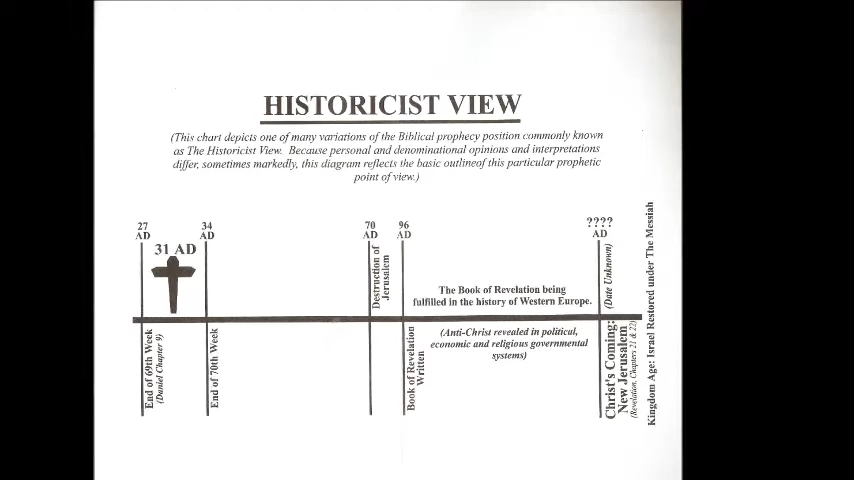 HISTORICIST VIEW
(This chart depicts one of many variations of the Biblical prophecy position commonly known
as The Historicist View. Because personal and denominational opinions and interpretations
differ, sometimes markedly, this diagram reflects the basic outlineof this particular prophetic
point of view.)
27
AD
31 AD
34
AD
70
AD
96
AD
????
AD
Destruction of
Jerusalem
The Book of Revelation being
fulfilled in the history of Western Europe.
(Date Unknown)
Kingdom Age: Israel Restored under The Messiah
End of 69th Week
(Daniel Chapter 9)
End of 70th Week
Book of Revelation
Written
(Anti-Christ revealed in political,
economic and religious governmental
systems)
Christ's Coming:
New Jerusalem
(Revelation, Chapters 21 & 22)